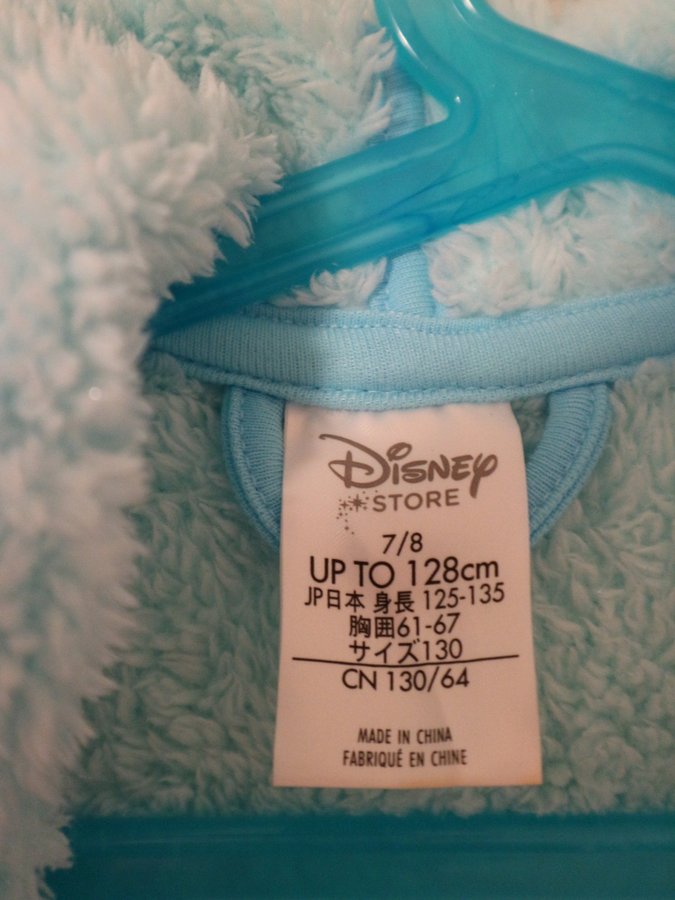 Disney
STORE
7/8
UP TO 128cm
JP日本 身長 125-135
胸囲61-67
サイズ130
CN 130/64
MADE IN CHINA
FABRIQUÉ EN CHINE